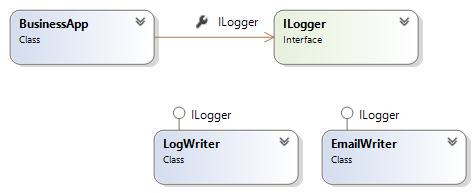 BusinessApp
Class
ILogger
ILogger
Interface
ILogger
LogWriter
Class
ILogger
EmailWriter
Class